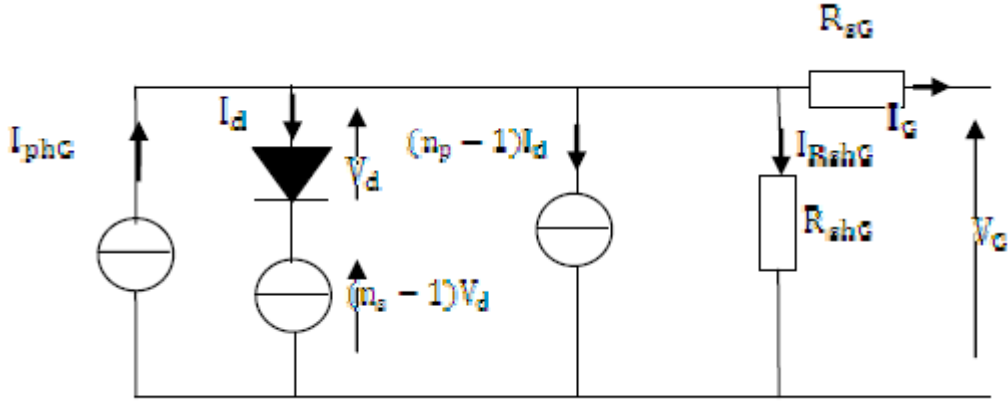 R_sG
I_d
I_phG
V_d
(n_p − 1)I_d
I_RshG
I_G
R_shG
V_G
(n_s − 1)V_d